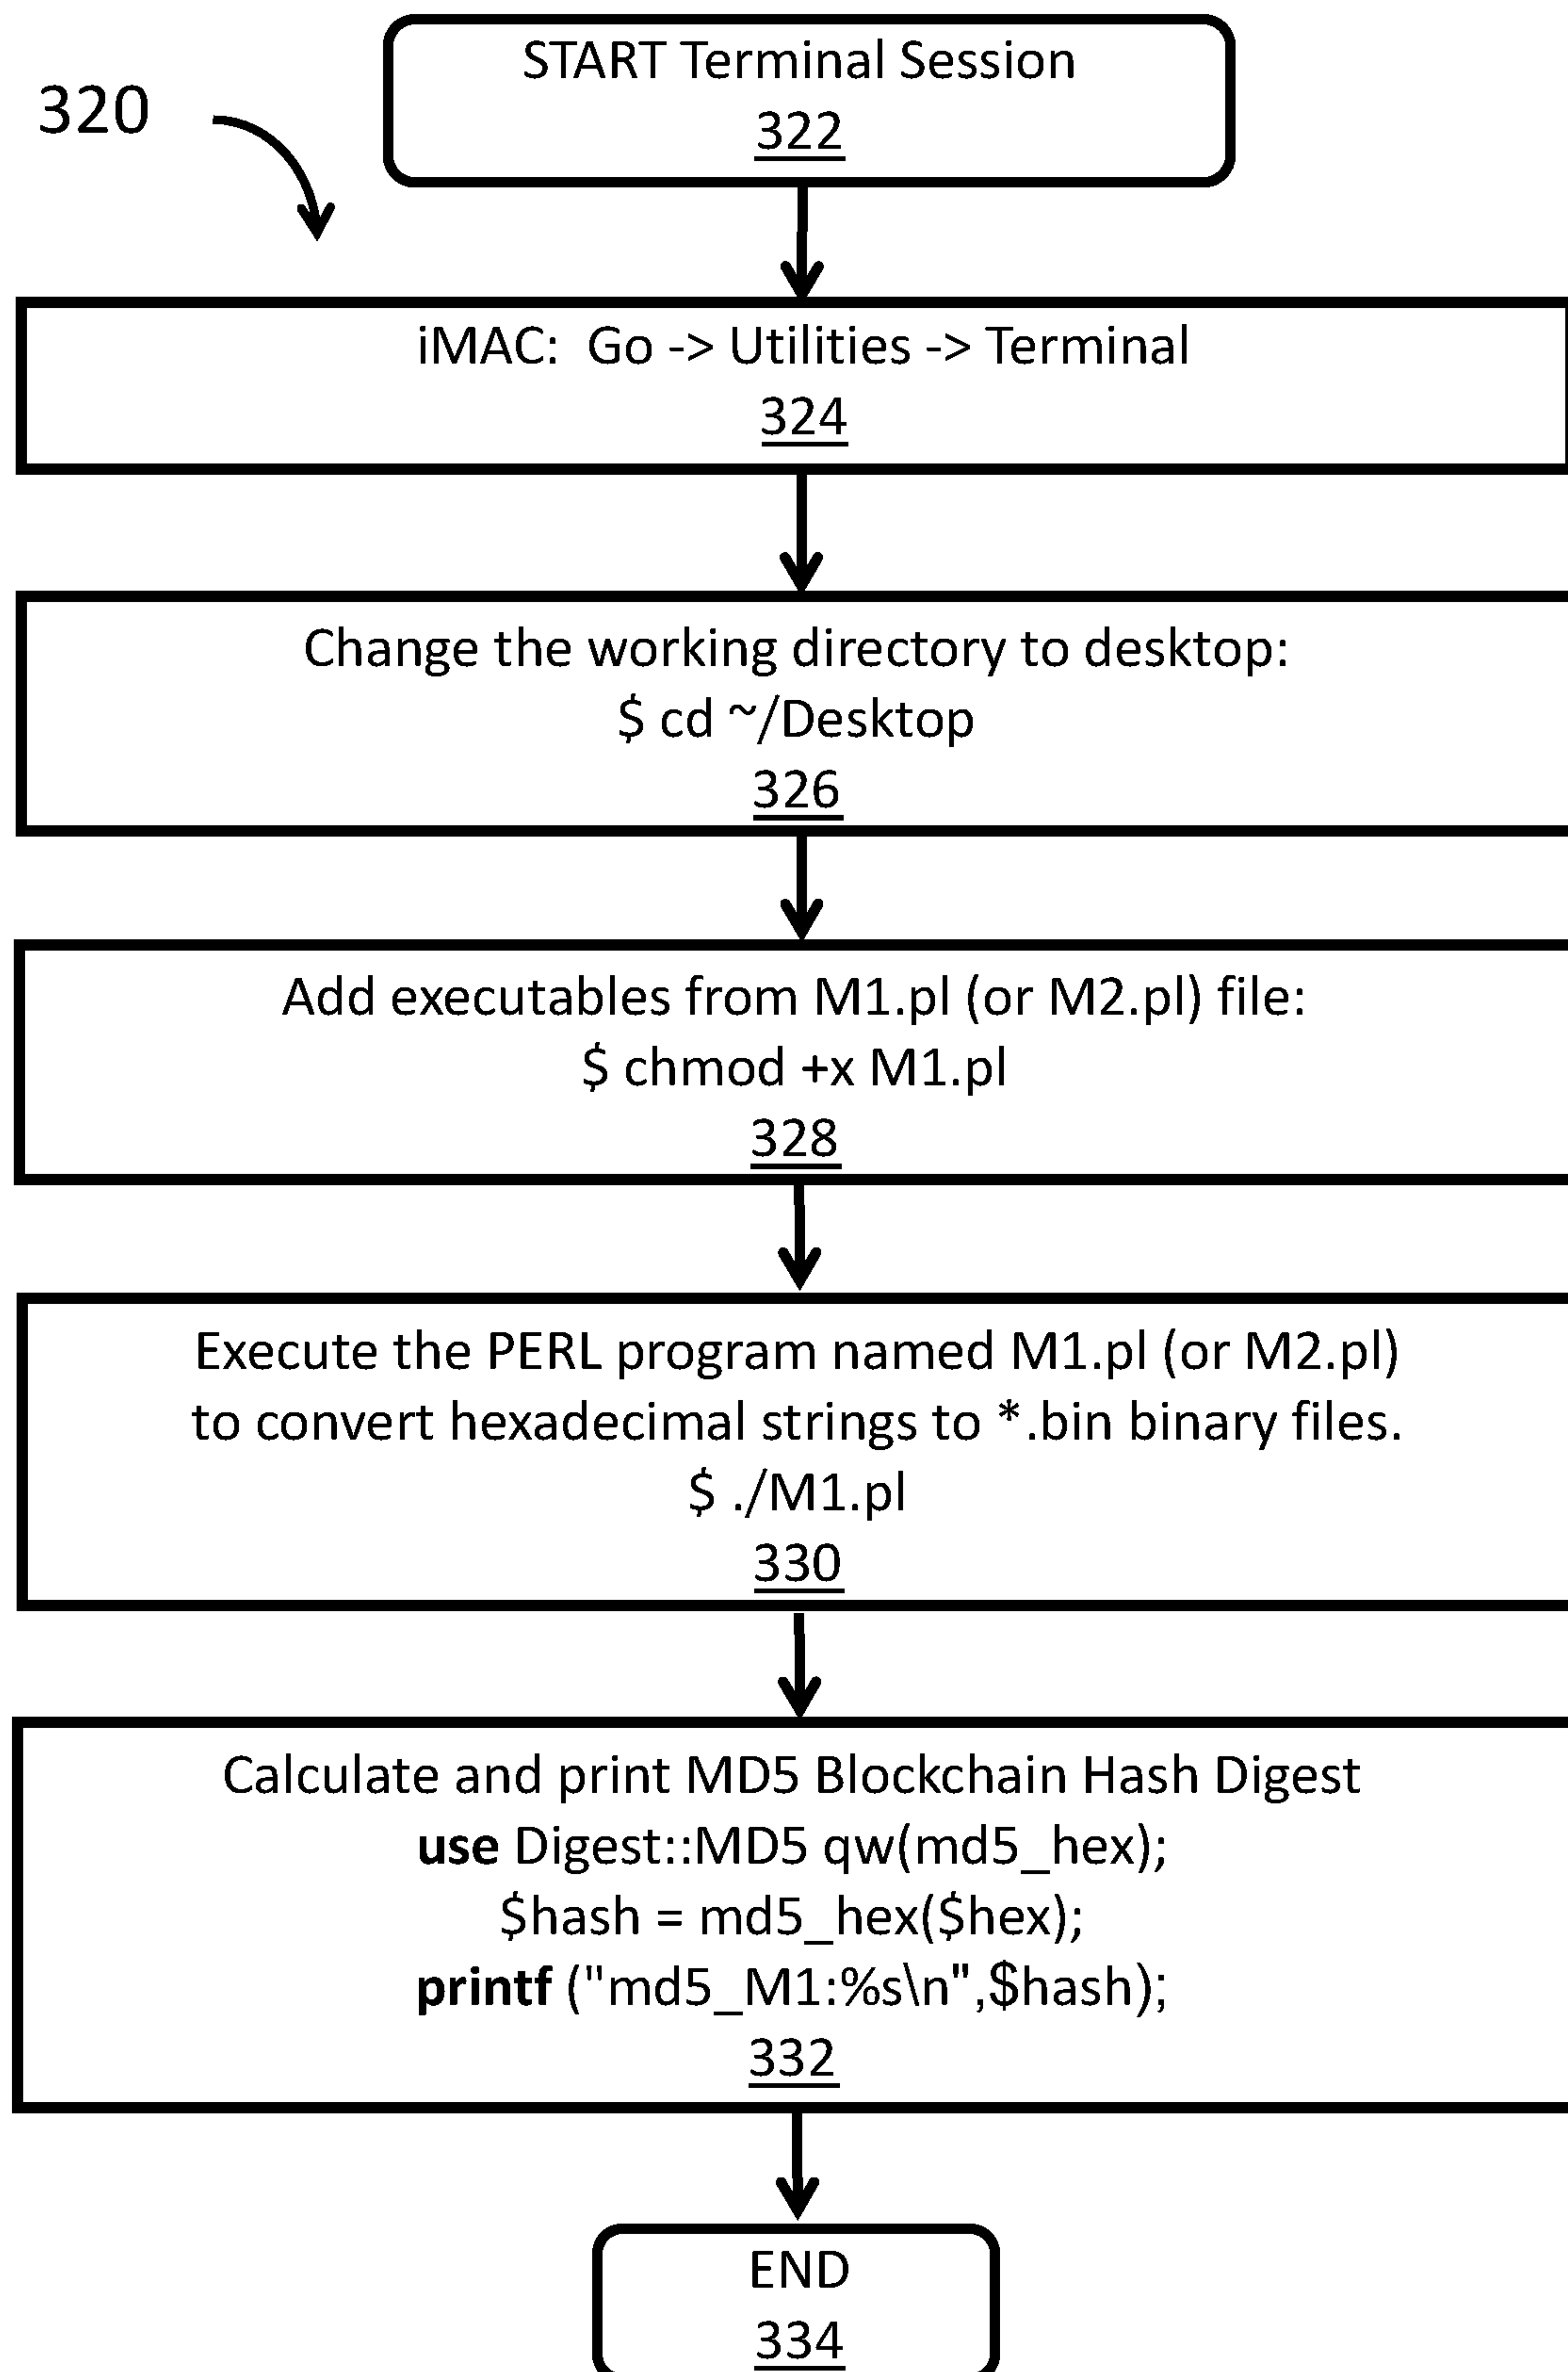 START Terminal Session
322
320
iMAC:  Go -> Utilities -> Terminal
324
Change the working directory to desktop:
$ cd ~/Desktop
326
Add executables from M1.pl (or M2.pl) file:
$ chmod +x M1.pl
328
Execute the PERL program named M1.pl (or M2.pl)
to convert hexadecimal strings to *.bin binary files.
$ ./M1.pl
330
Calculate and print MD5 Blockchain Hash Digest
use Digest::MD5 qw(md5_hex);
$hash = md5_hex($hex);
printf ("md5_M1:%s\n",$hash);
332
END
334